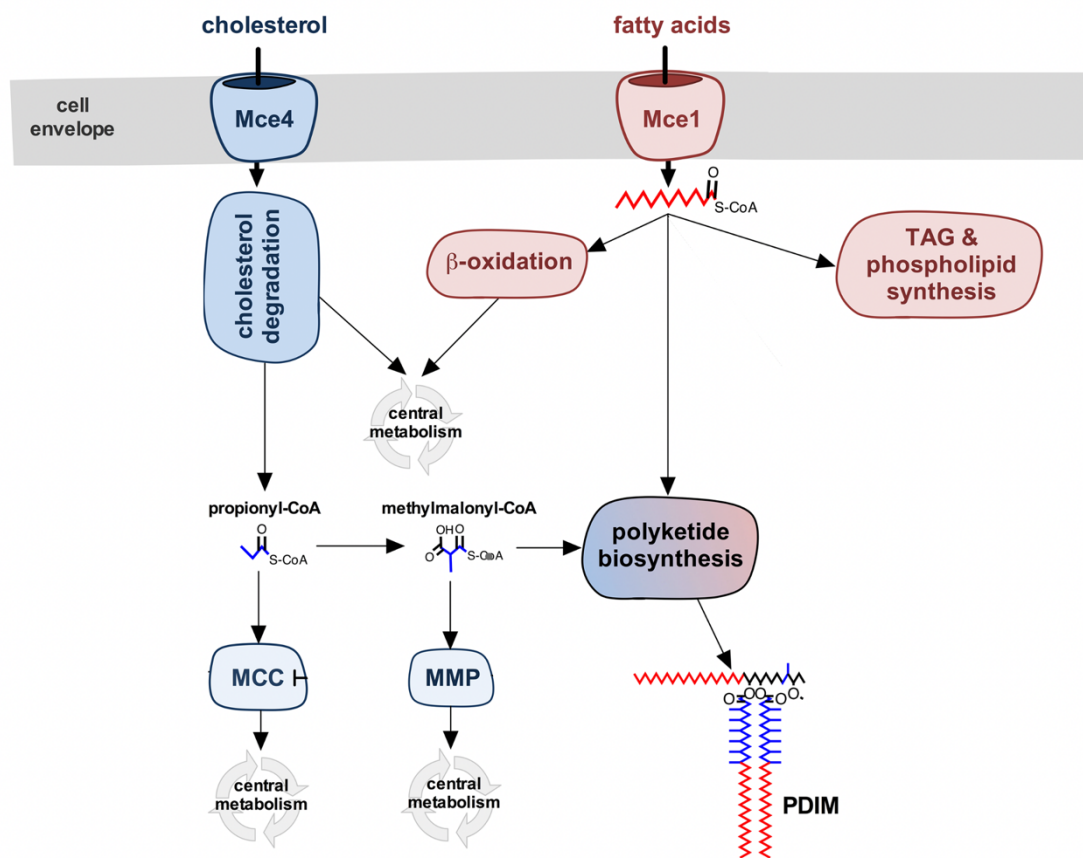 cholesterol
fatty acids
cell
envelope
Mce4
Mce1
O
S-CoA
cholesterol
degradation
β-oxidation
TAG &
phospholipid
synthesis
central
metabolism
propionyl-CoA
methylmalonyl-CoA
O
S-CoA
OH
O
O
polyketide
biosynthesis
MCC
MMP
O
O
O
O
O
central
metabolism
central
metabolism
PDIM